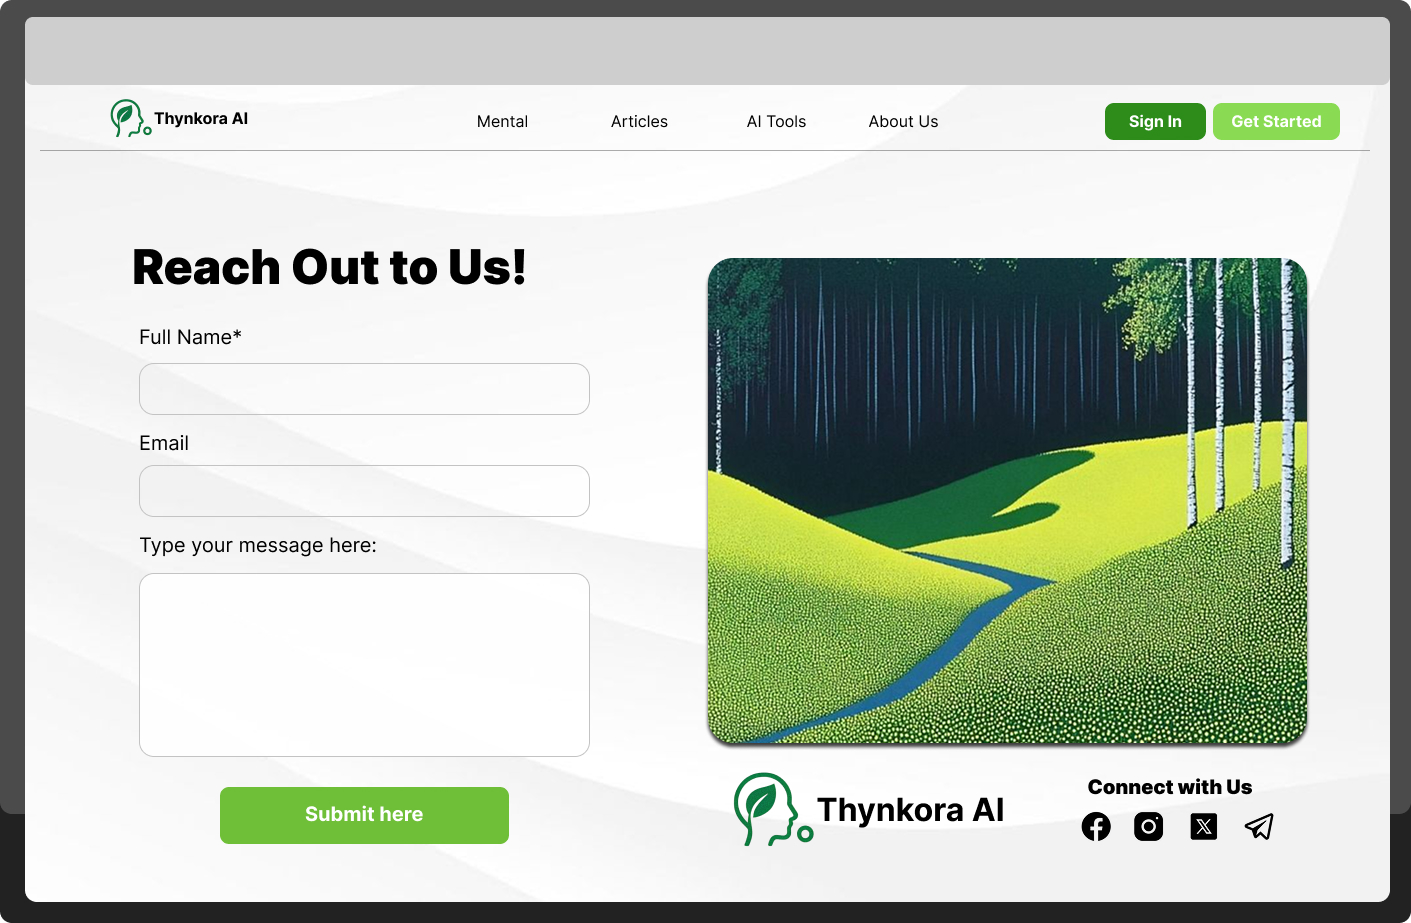 Thynkora AI
Mental
Articles
AI Tools
About Us
Sign In
Get Started
Reach Out to Us!
Full Name*
Email
Type your message here:
Submit here
Thynkora AI
Connect with Us